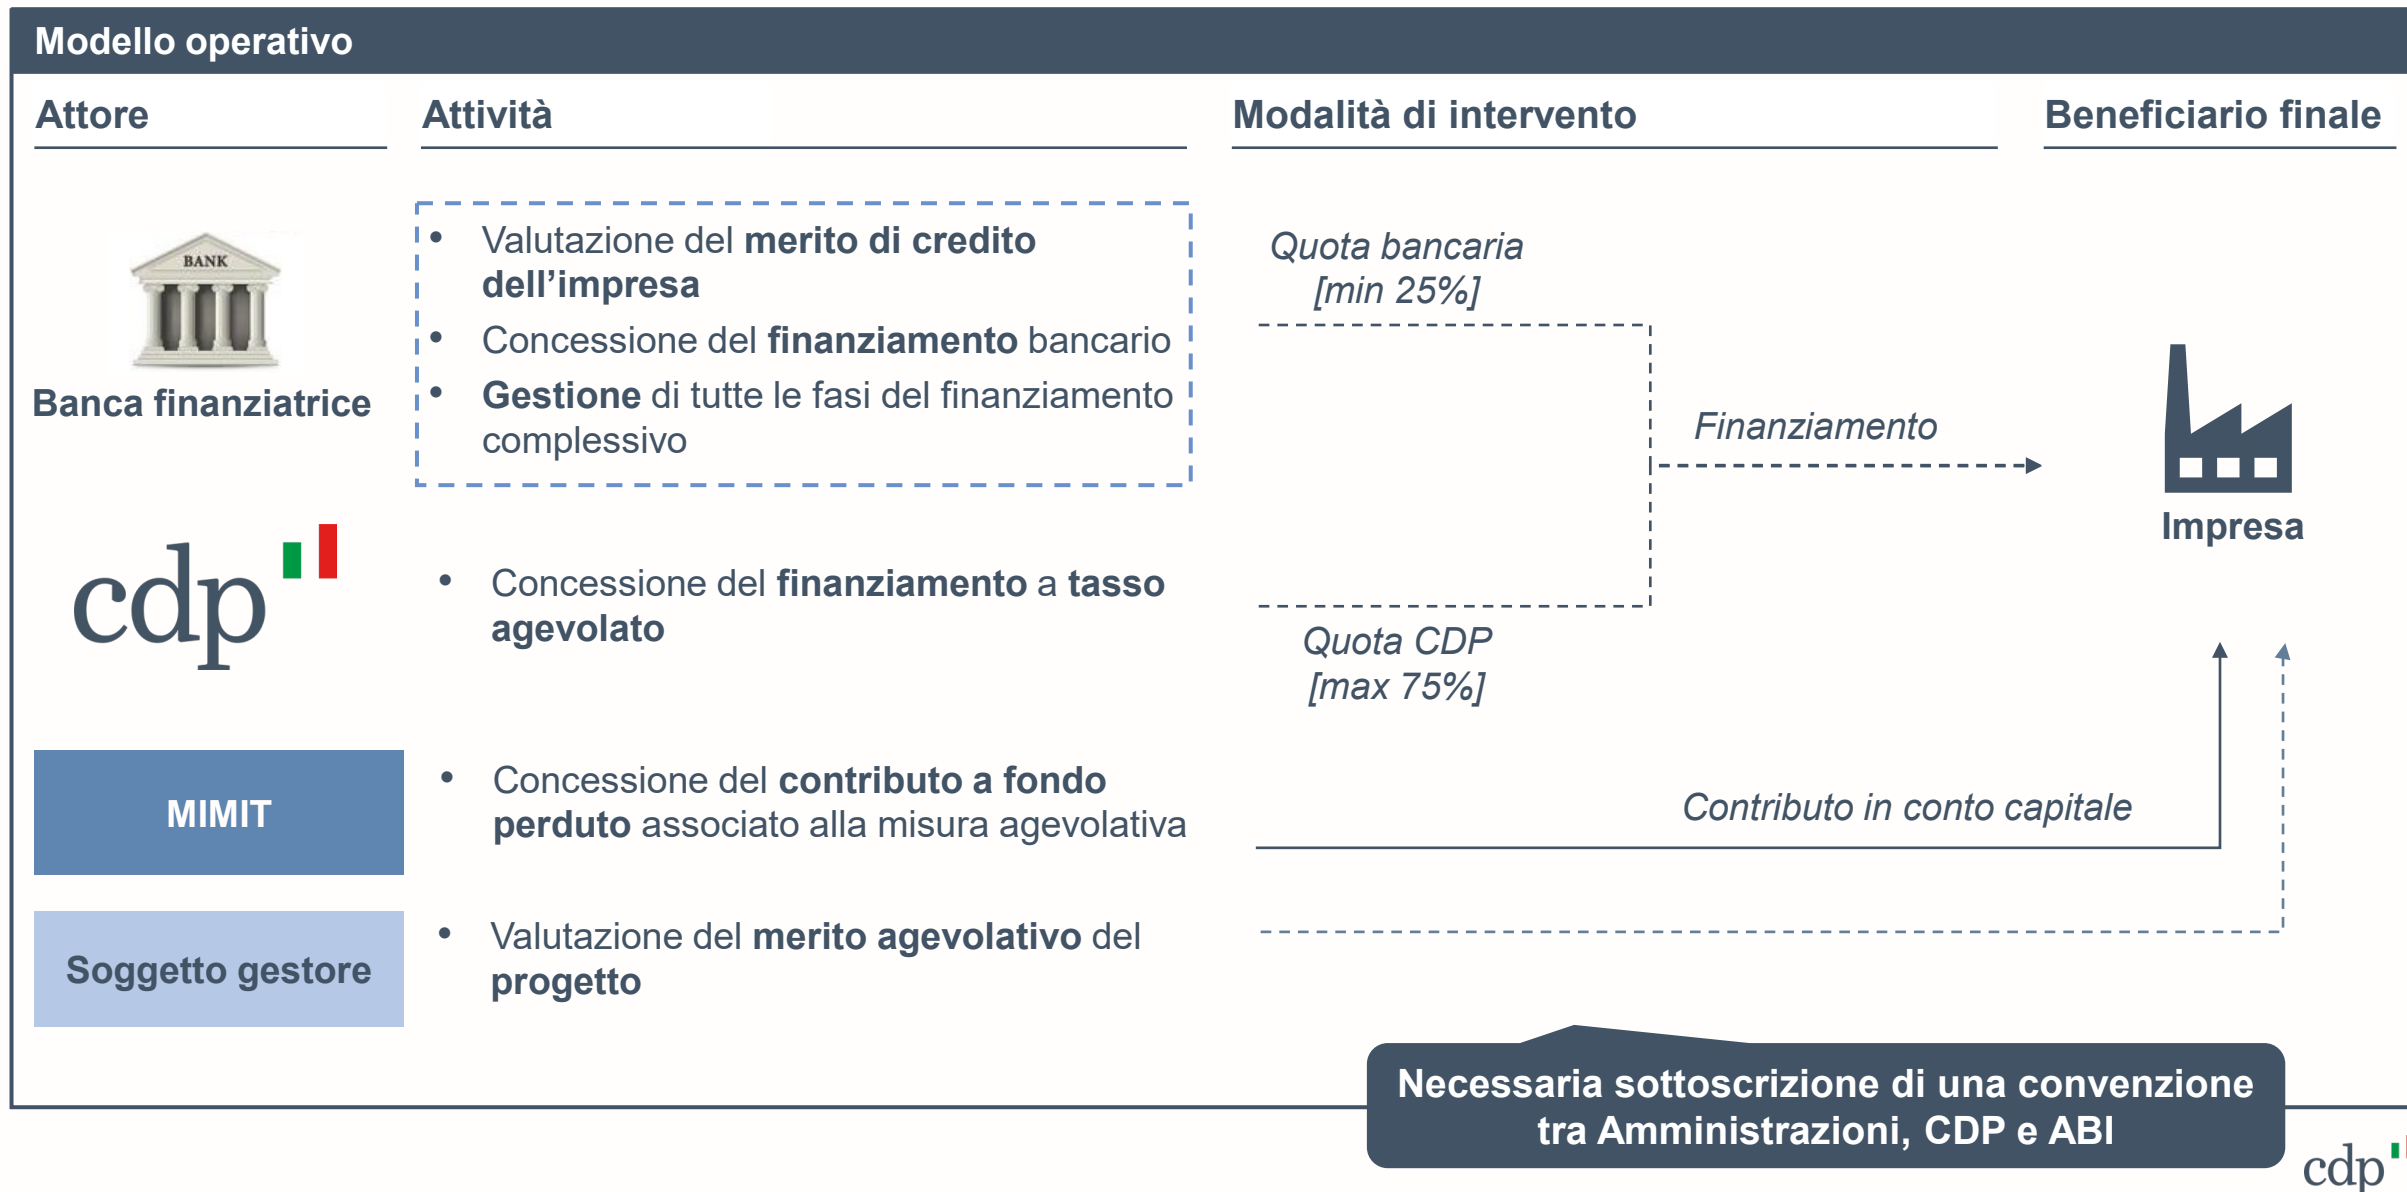 Modello operativo
Attore
Attività
Modalità di intervento
Beneficiario finale
BANK
Banca finanziatrice
• Valutazione del merito di credito
dell’impresa
• Concessione del finanziamento bancario
• Gestione di tutte le fasi del finanziamento
complessivo
Quota bancaria
[min 25%]
Finanziamento
Impresa
cdp
• Concessione del finanziamento a tasso
agevolato
Quota CDP
[max 75%]
MIMIT
• Concessione del contributo a fondo
perduto associato alla misura agevolativa
Contributo in conto capitale
Soggetto gestore
• Valutazione del merito agevolativo del
progetto
Necessaria sottoscrizione di una convenzione
tra Amministrazioni, CDP e ABI
cdp